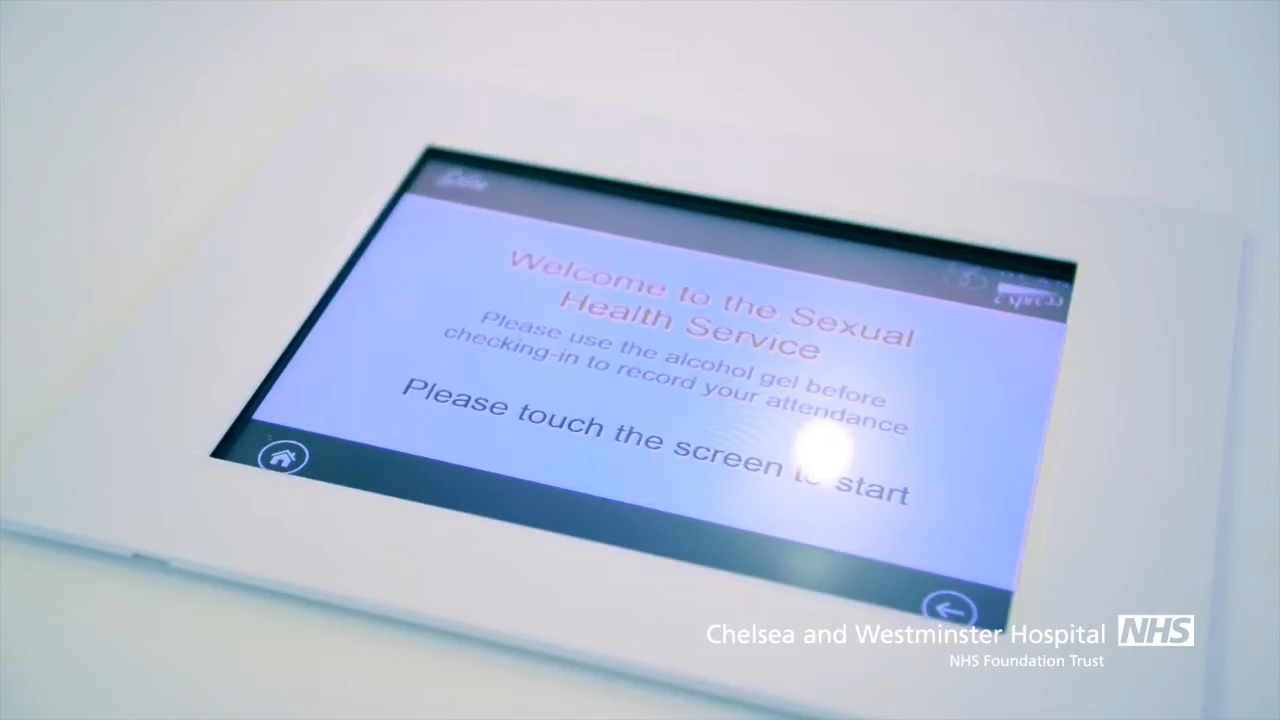 express
Welcome to the Sexual
Health Service
Please use the alcohol gel before
checking-in to record your attendance
Please touch the screen to start
Chelsea and Westminster Hospital NHS
NHS Foundation Trust